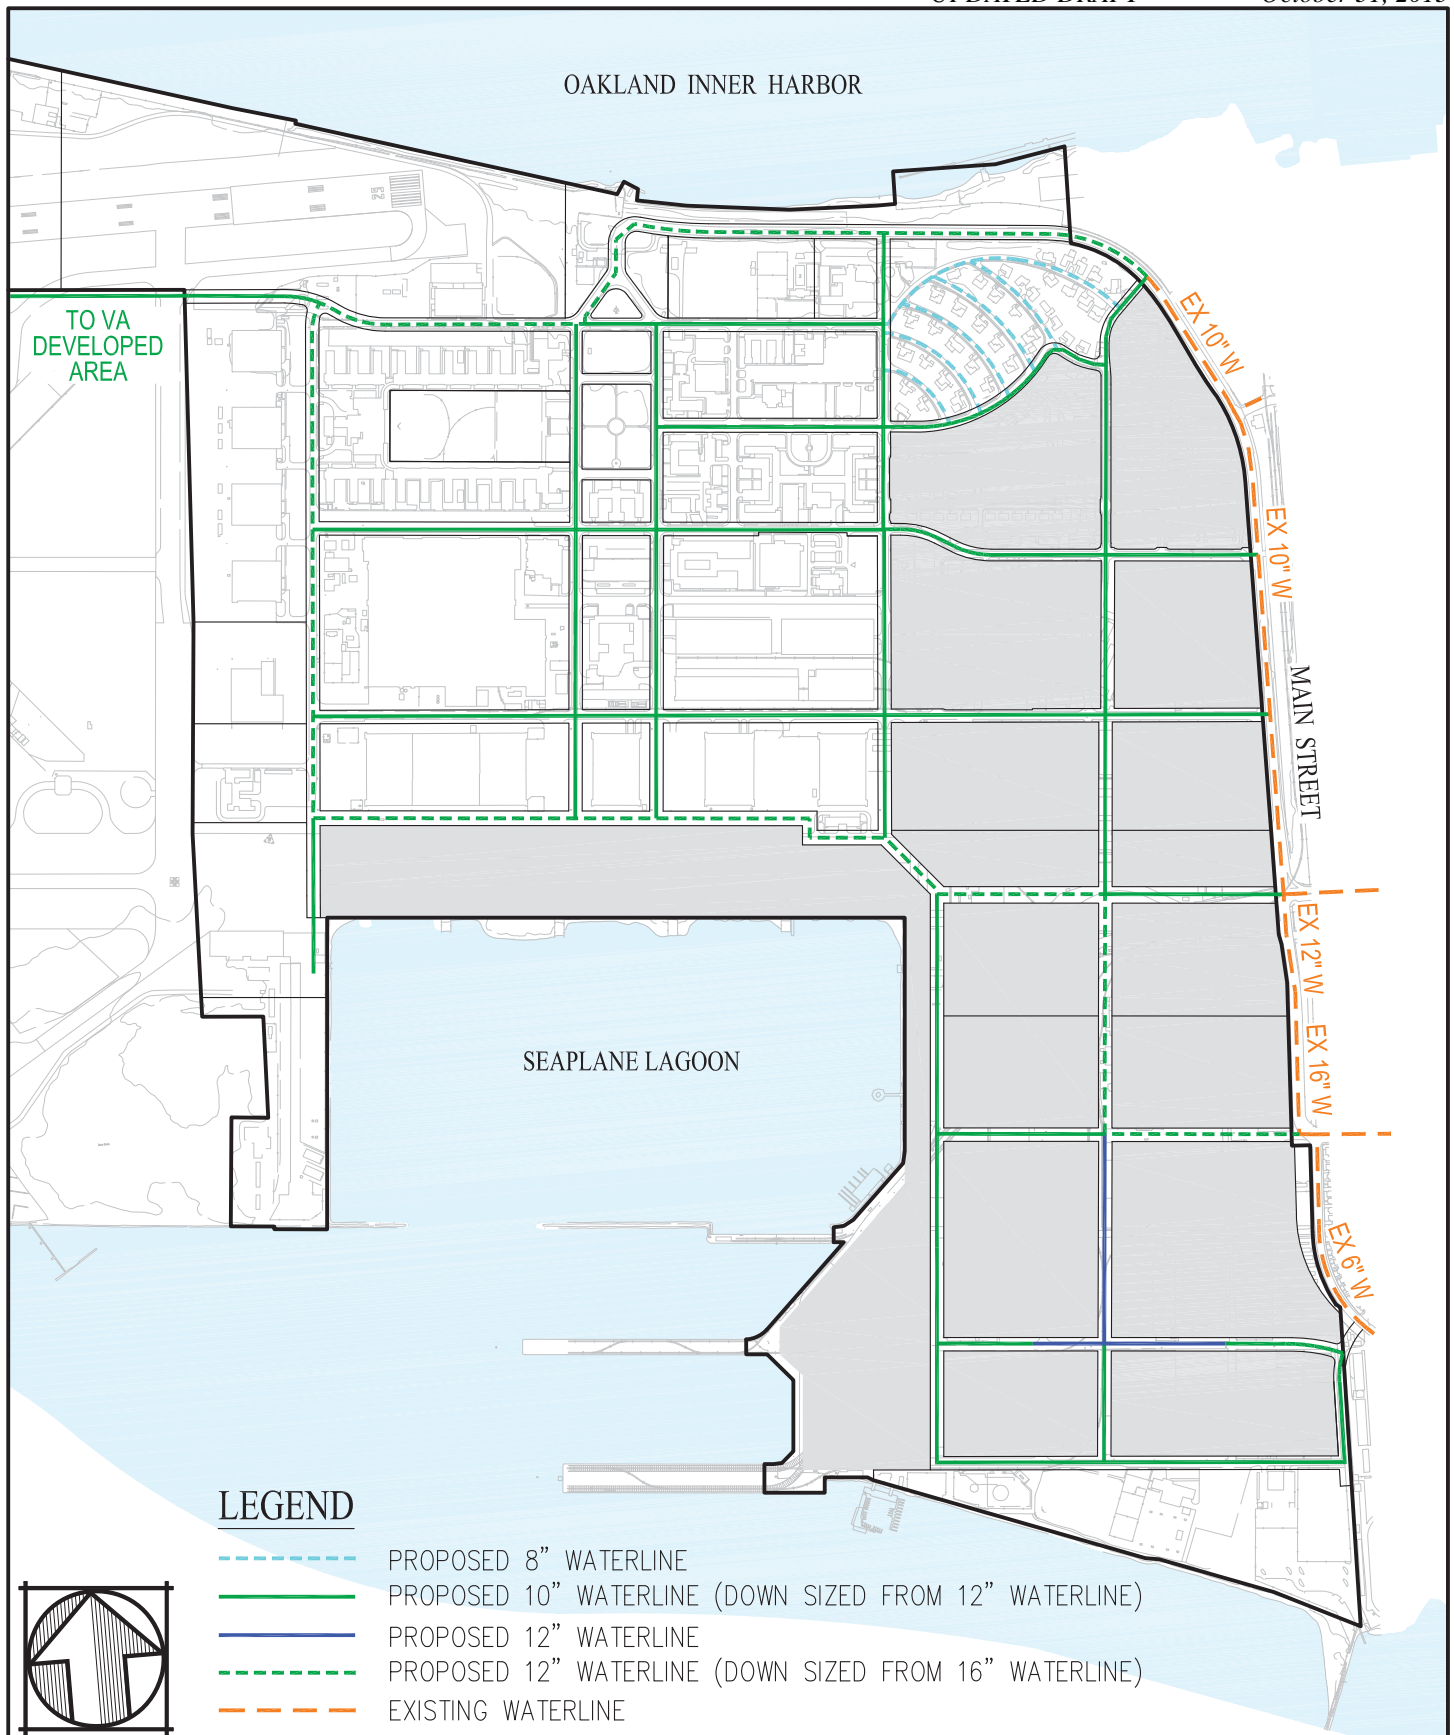 OAKLAND INNER HARBOR
TO VA
DEVELOPED
AREA
EX 10" W
EX 10" W
MAIN STREET
EX 12" W
EX 16" W
EX 6" W
SEAPLANE LAGOON
LEGEND
PROPOSED 8" WATERLINE
PROPOSED 10" WATERLINE (DOWN SIZED FROM 12" WATERLINE)
PROPOSED 12" WATERLINE
PROPOSED 12" WATERLINE (DOWN SIZED FROM 16" WATERLINE)
EXISTING WATERLINE